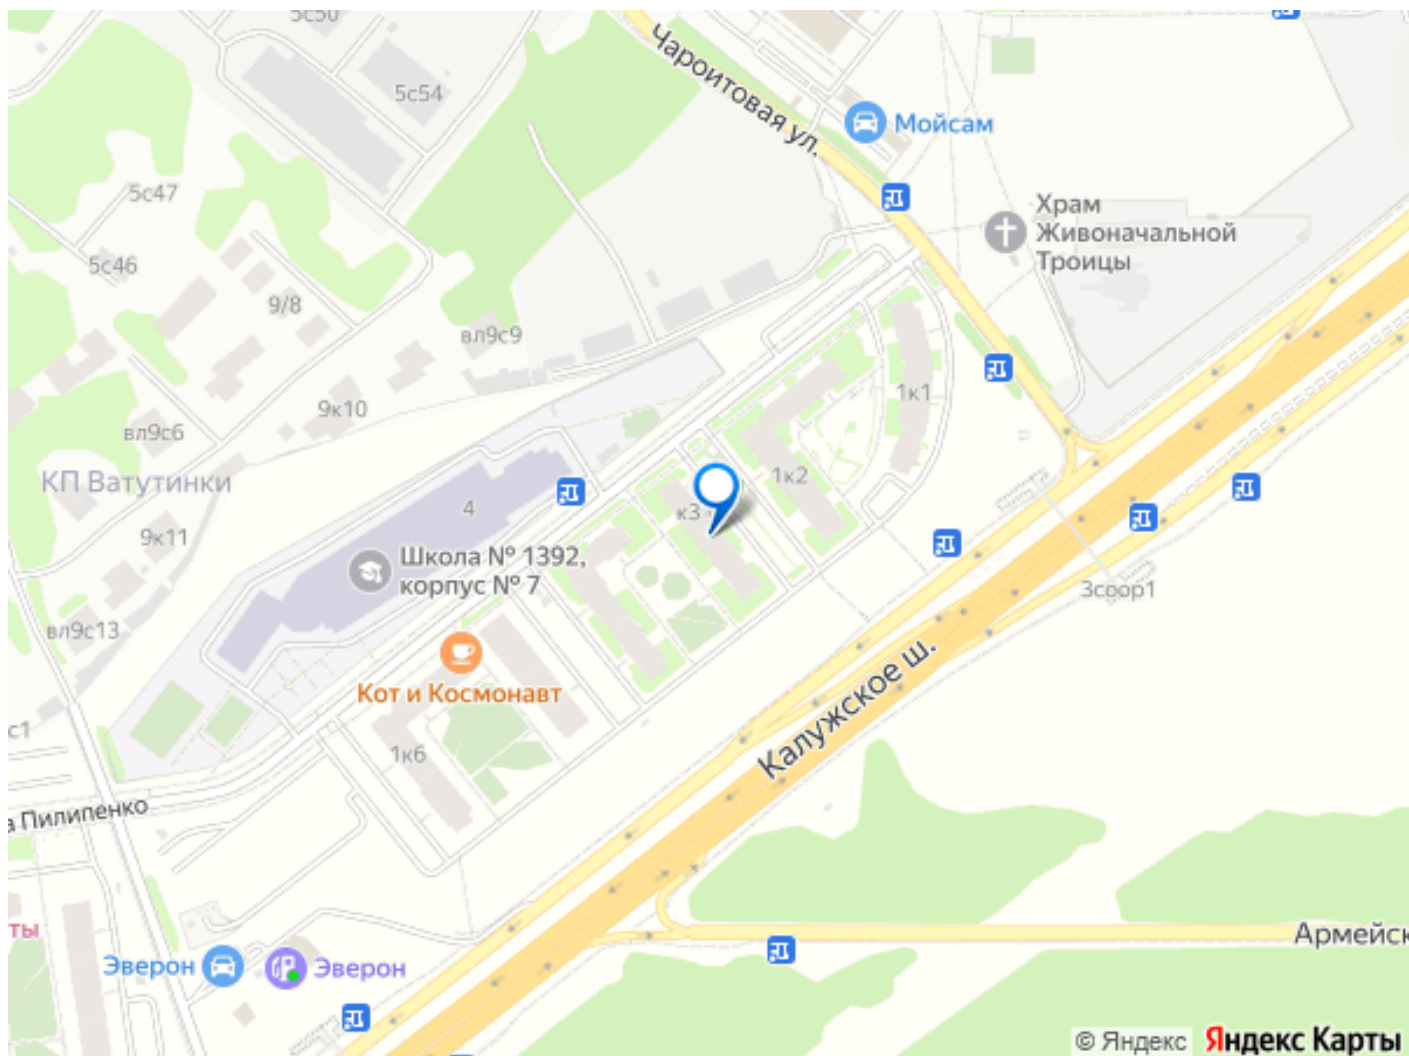 5с50
Чароитовая ул.
5с54
Мойсам
5с47
Храм
Живоначальной
Троицы
5с46
9/8
вл9с9
1к1
9к10
вл9с6
КП Ватутинки
1к2
4
к3
9к11
Школа № 1392,
корпус № 7
3соор1
вл9с13
Кот и Космонавт
Калужское ш.
с1
1к6
а Пилипенко
ты
Армейск
Эверон
Эверон
© Яндекс Яндекс Карты